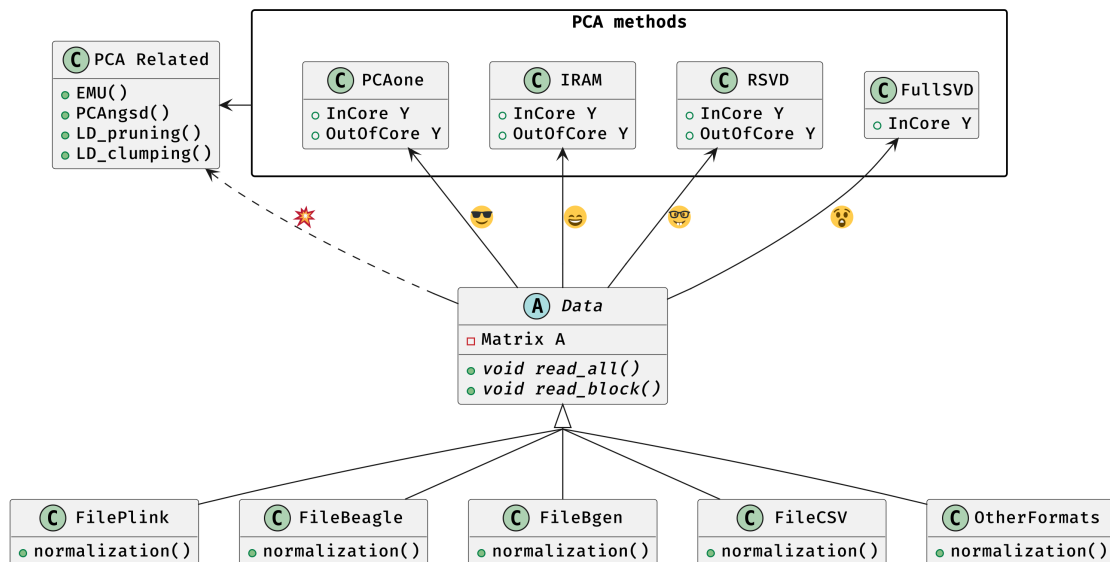 PCA methods
C PCA Related
EMU()
PCAngsd()
LD_pruning()
LD_clumping()
C PCAone
InCore Y
OutOfCore Y
C IRAM
InCore Y
OutOfCore Y
C RSVD
InCore Y
OutOfCore Y
C FullSVD
InCore Y
A Data
Matrix A
void read_all()
void read_block()
C FilePlink
normalization()
C FileBeagle
normalization()
C FileBgen
normalization()
C FileCSV
normalization()
C OtherFormats
normalization()